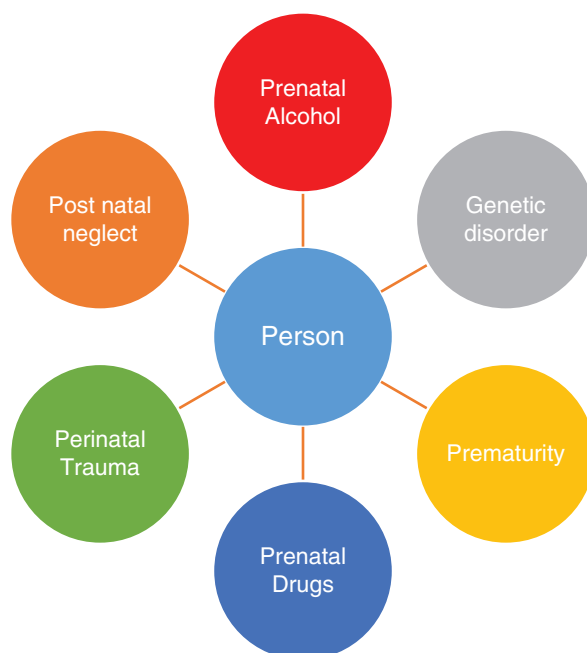 Prenatal
Alcohol
Post natal
neglect
Genetic
disorder
Person
Perinatal
Trauma
Prematurity
Prenatal
Drugs